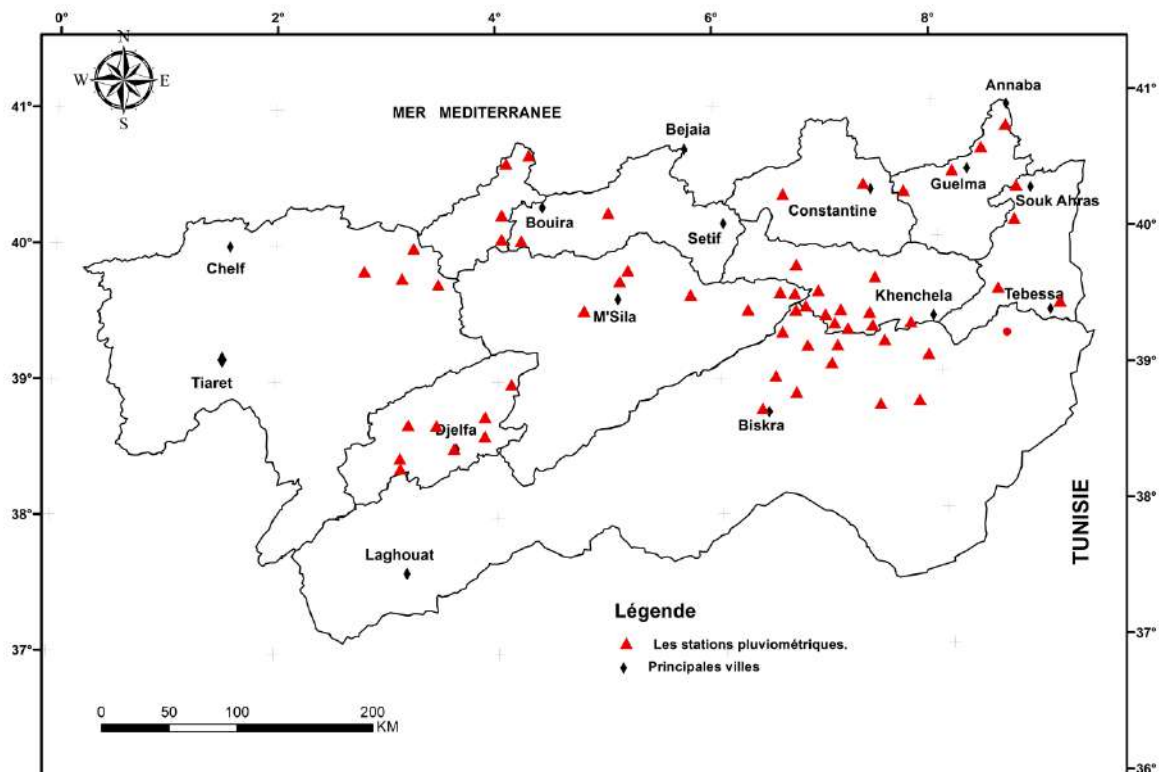 0° 2° 4° 6° 8°
N
W E
S
41° 41°
Annaba
MER MEDITERRANEE
Bejaia
Guelma
Souk Ahras
Constantine
Bouira
Setif
40° 40°
Chelf
Khenchela
Tebessa
M'Sila
39° 39°
Tiaret
Djelfa
Biskra
38° 38°
TUNISIE
Laghouat
Légende
Les stations pluviométriques.
Principales villes
37° 37°
0 50 100 200
KM
36°